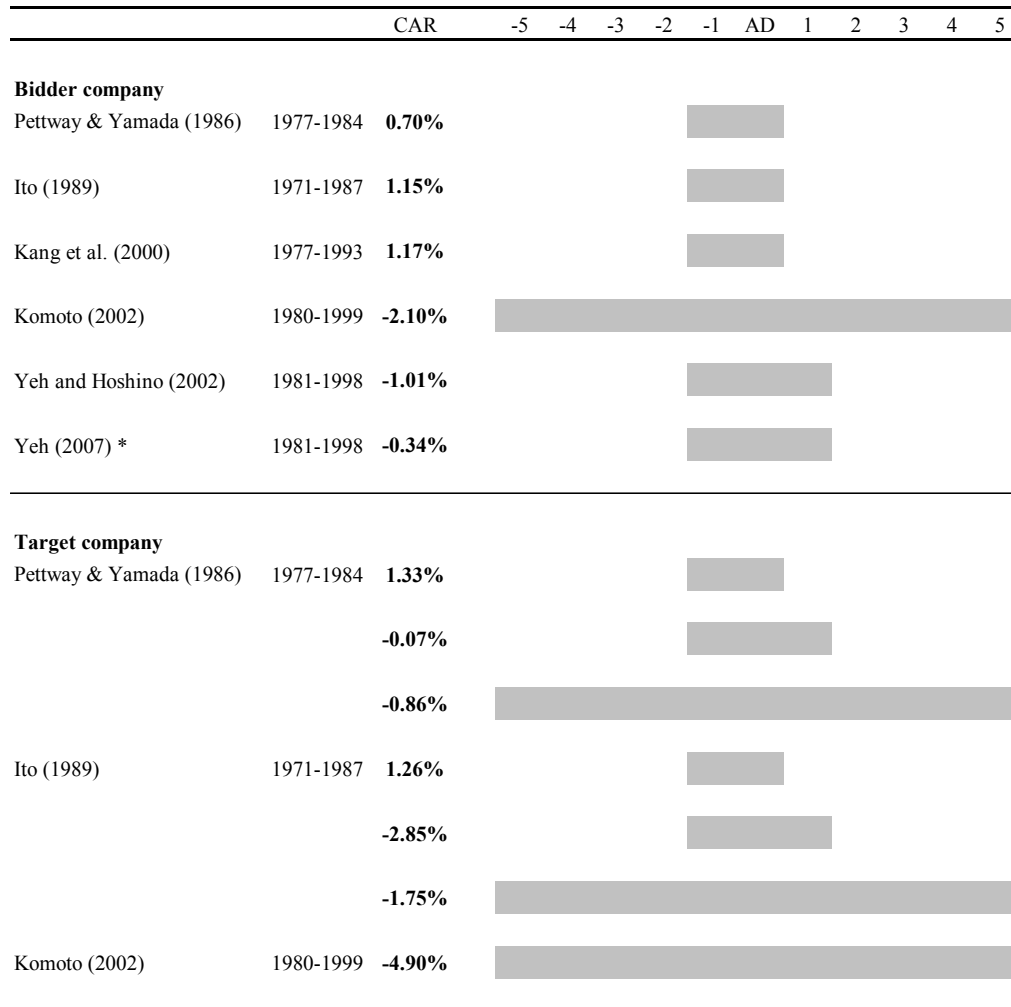 CAR -5 -4 -3 -2 -1 AD 1 2 3 4 5
Bidder company
Pettway & Yamada (1986) 1977-1984 0.70%
Ito (1989) 1971-1987 1.15%
Kang et al. (2000) 1977-1993 1.17%
Komoto (2002) 1980-1999 -2.10%
Yeh and Hoshino (2002) 1981-1998 -1.01%
Yeh (2007) * 1981-1998 -0.34%
Target company
Pettway & Yamada (1986) 1977-1984 1.33%
-0.07%
-0.86%
Ito (1989) 1971-1987 1.26%
-2.85%
-1.75%
Komoto (2002) 1980-1999 -4.90%